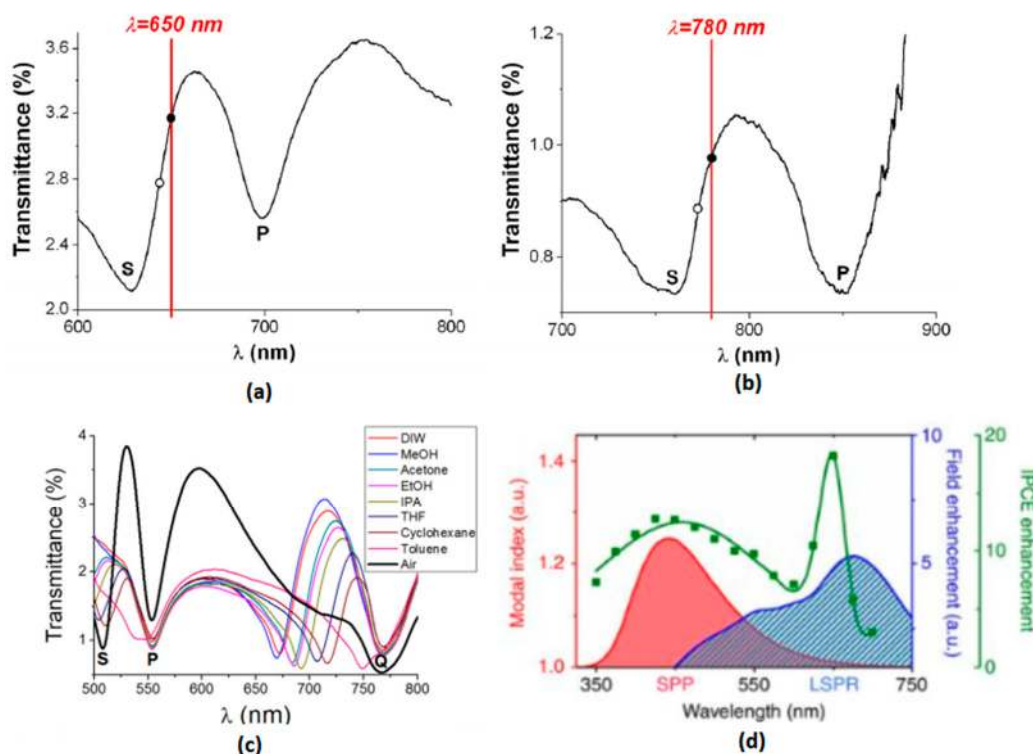 λ=650 nm
Transmittance (%)
3.6
3.2
2.8
2.4
2.0
S
P
600
700
800
λ (nm)
(a)
λ=780 nm
Transmittance (%)
1.2
1.0
0.8
S
P
700
800
900
λ (nm)
(b)
Transmittance (%)
4
3
2
1
DIW
MeOH
Acetone
EtOH
IPA
THF
Cyclohexane
Toluene
Air
S
P
Q
500
550
600
650
700
750
800
λ (nm)
(c)
Modal index (a.u.)
1.4
1.2
1.0
10
5
0
Field enhancement (a.u.)
20
10
0
IPCE enhancement
350
SPP
550
LSPR
750
Wavelength (nm)
(d)